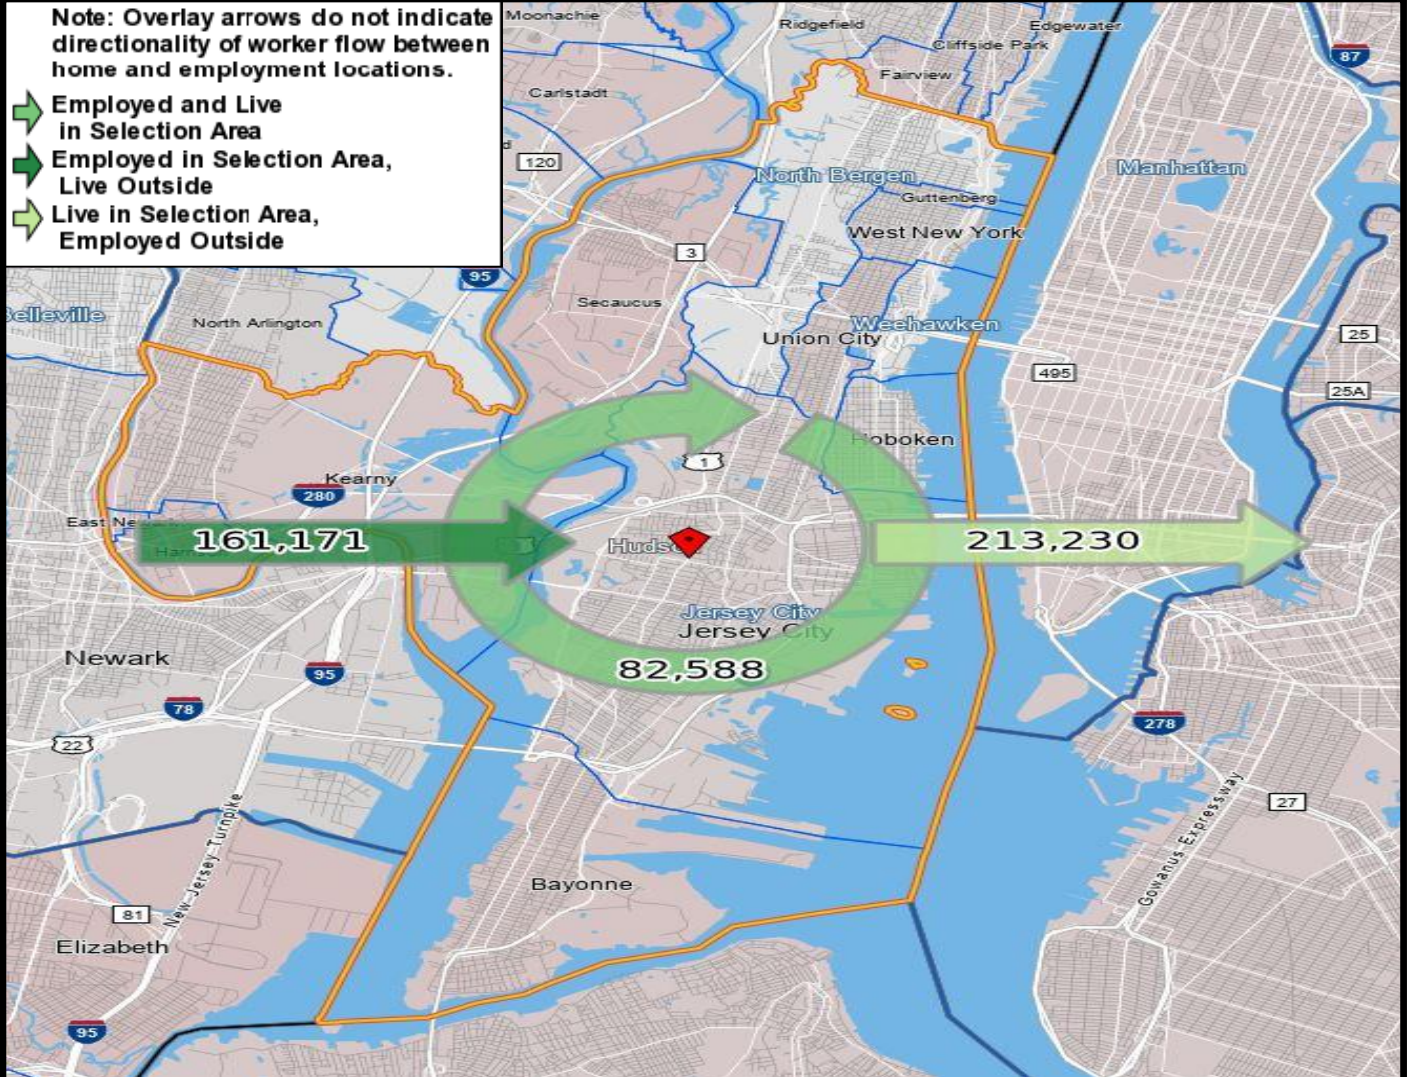 Note: Overlay arrows do not indicate
directionality of worker flow between
home and employment locations.
Employed and Live
in Selection Area
Employed in Selection Area,
Live Outside
Live in Selection Area,
Employed Outside
Moonachie
Ridgefield
Edgewater
Cliffside Park
87
Fairview
Carlstadt
120
North Bergen
Manhattan
Guttenberg
West New York
3
95
Secaucus
Belleville
North Arlington
Weehawken
Union City
25
495
25A
Hoboken
1
Kearny
280
East
161,171
213,230
Jersey City
Jersey City
Newark
82,588
95
78
278
22
New Jersey Turnpike
Gowanus Expressway
27
Bayonne
81
Elizabeth
95